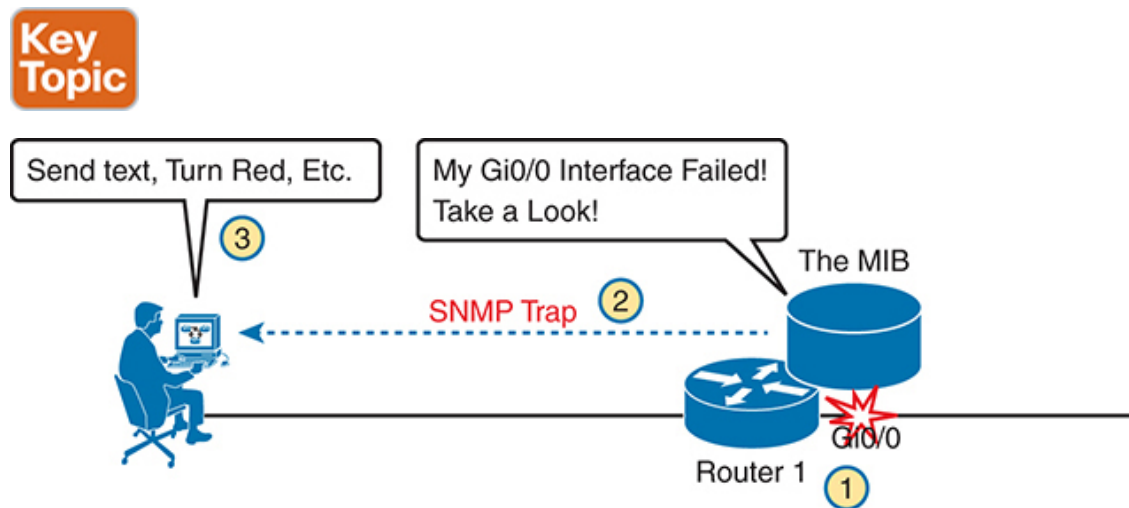 Key
Topic
Send text, Turn Red, Etc.
My Gi0/0 Interface Failed!
Take a Look!
3
The MIB
SNMP Trap
2
Gi0/0
Router 1
1